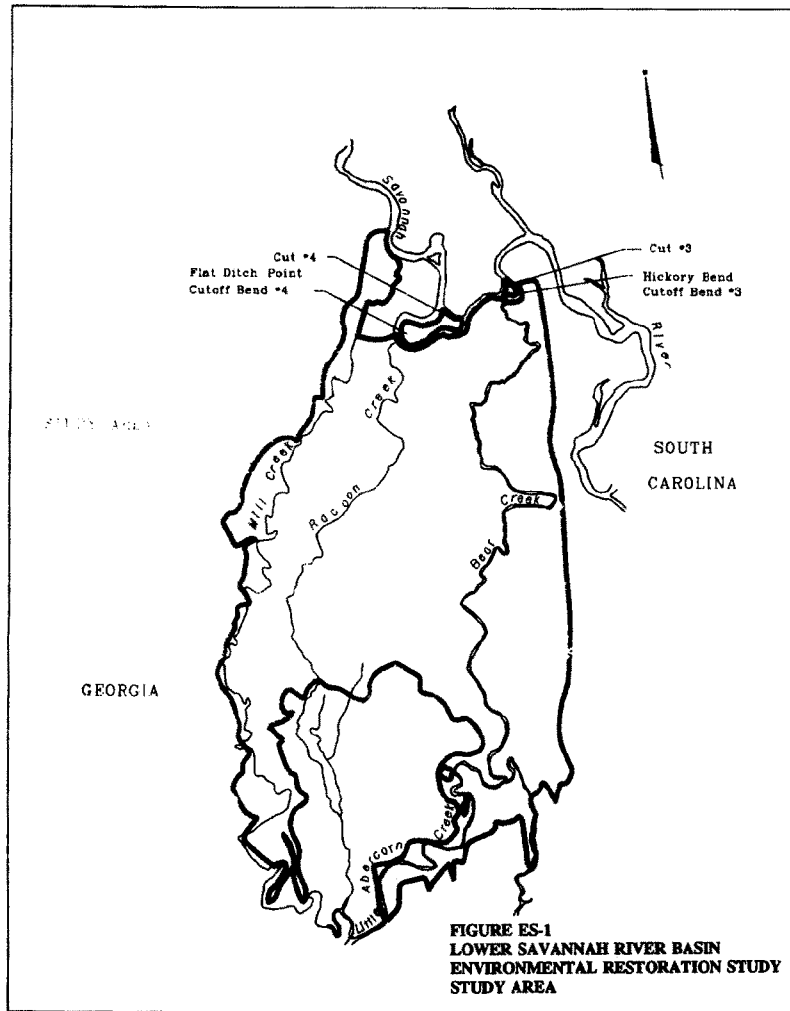 Savannah
Cut #4
Flat Ditch Point
Cutoff Bend #4
Cut #3
Hickory Bend
Cutoff Bend #3
River
STUDY AREA
SOUTH
CAROLINA
Mill Creek
Racoon Creek
Bear Creek
GEORGIA
Abercorn Creek
FIGURE ES-1
LOWER SAVANNAH RIVER BASIN
ENVIRONMENTAL RESTORATION STUDY
STUDY AREA